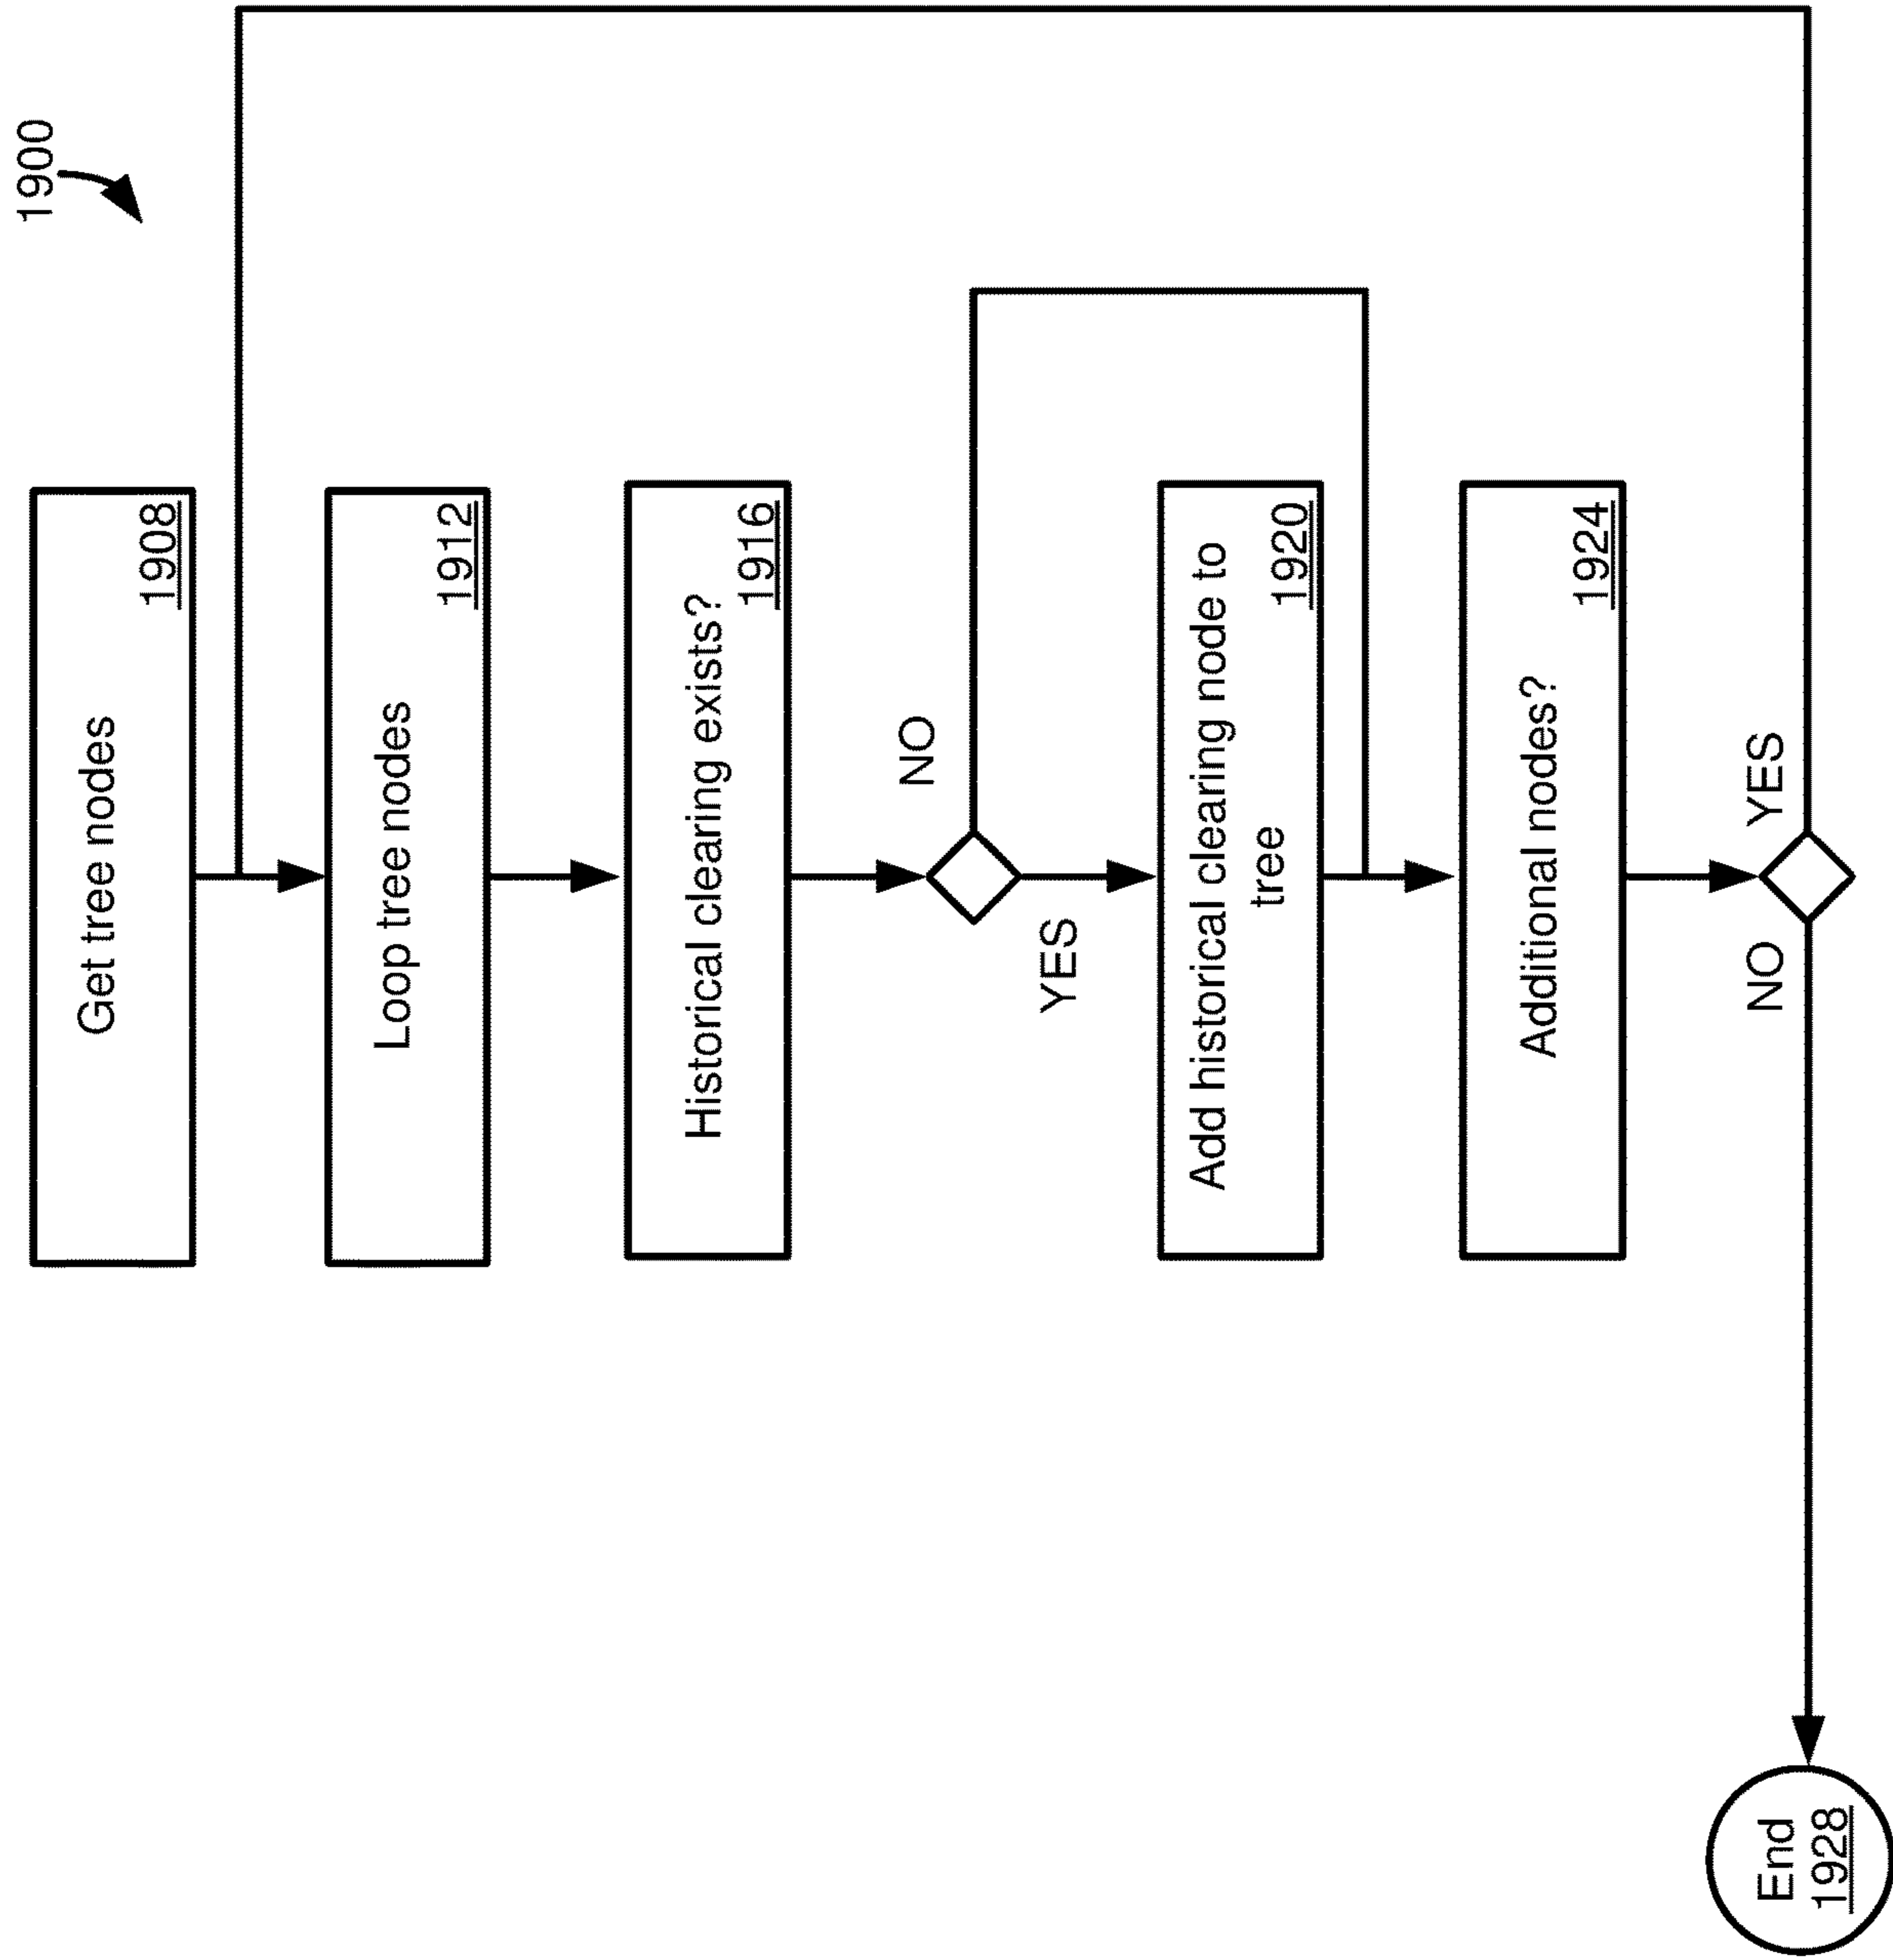 1900
Get tree nodes
1908
Loop tree nodes
1912
Historical clearing exists?
1916
NO
YES
Add historical clearing node to
tree
1920
Additional nodes?
1924
NO
YES
End
1928